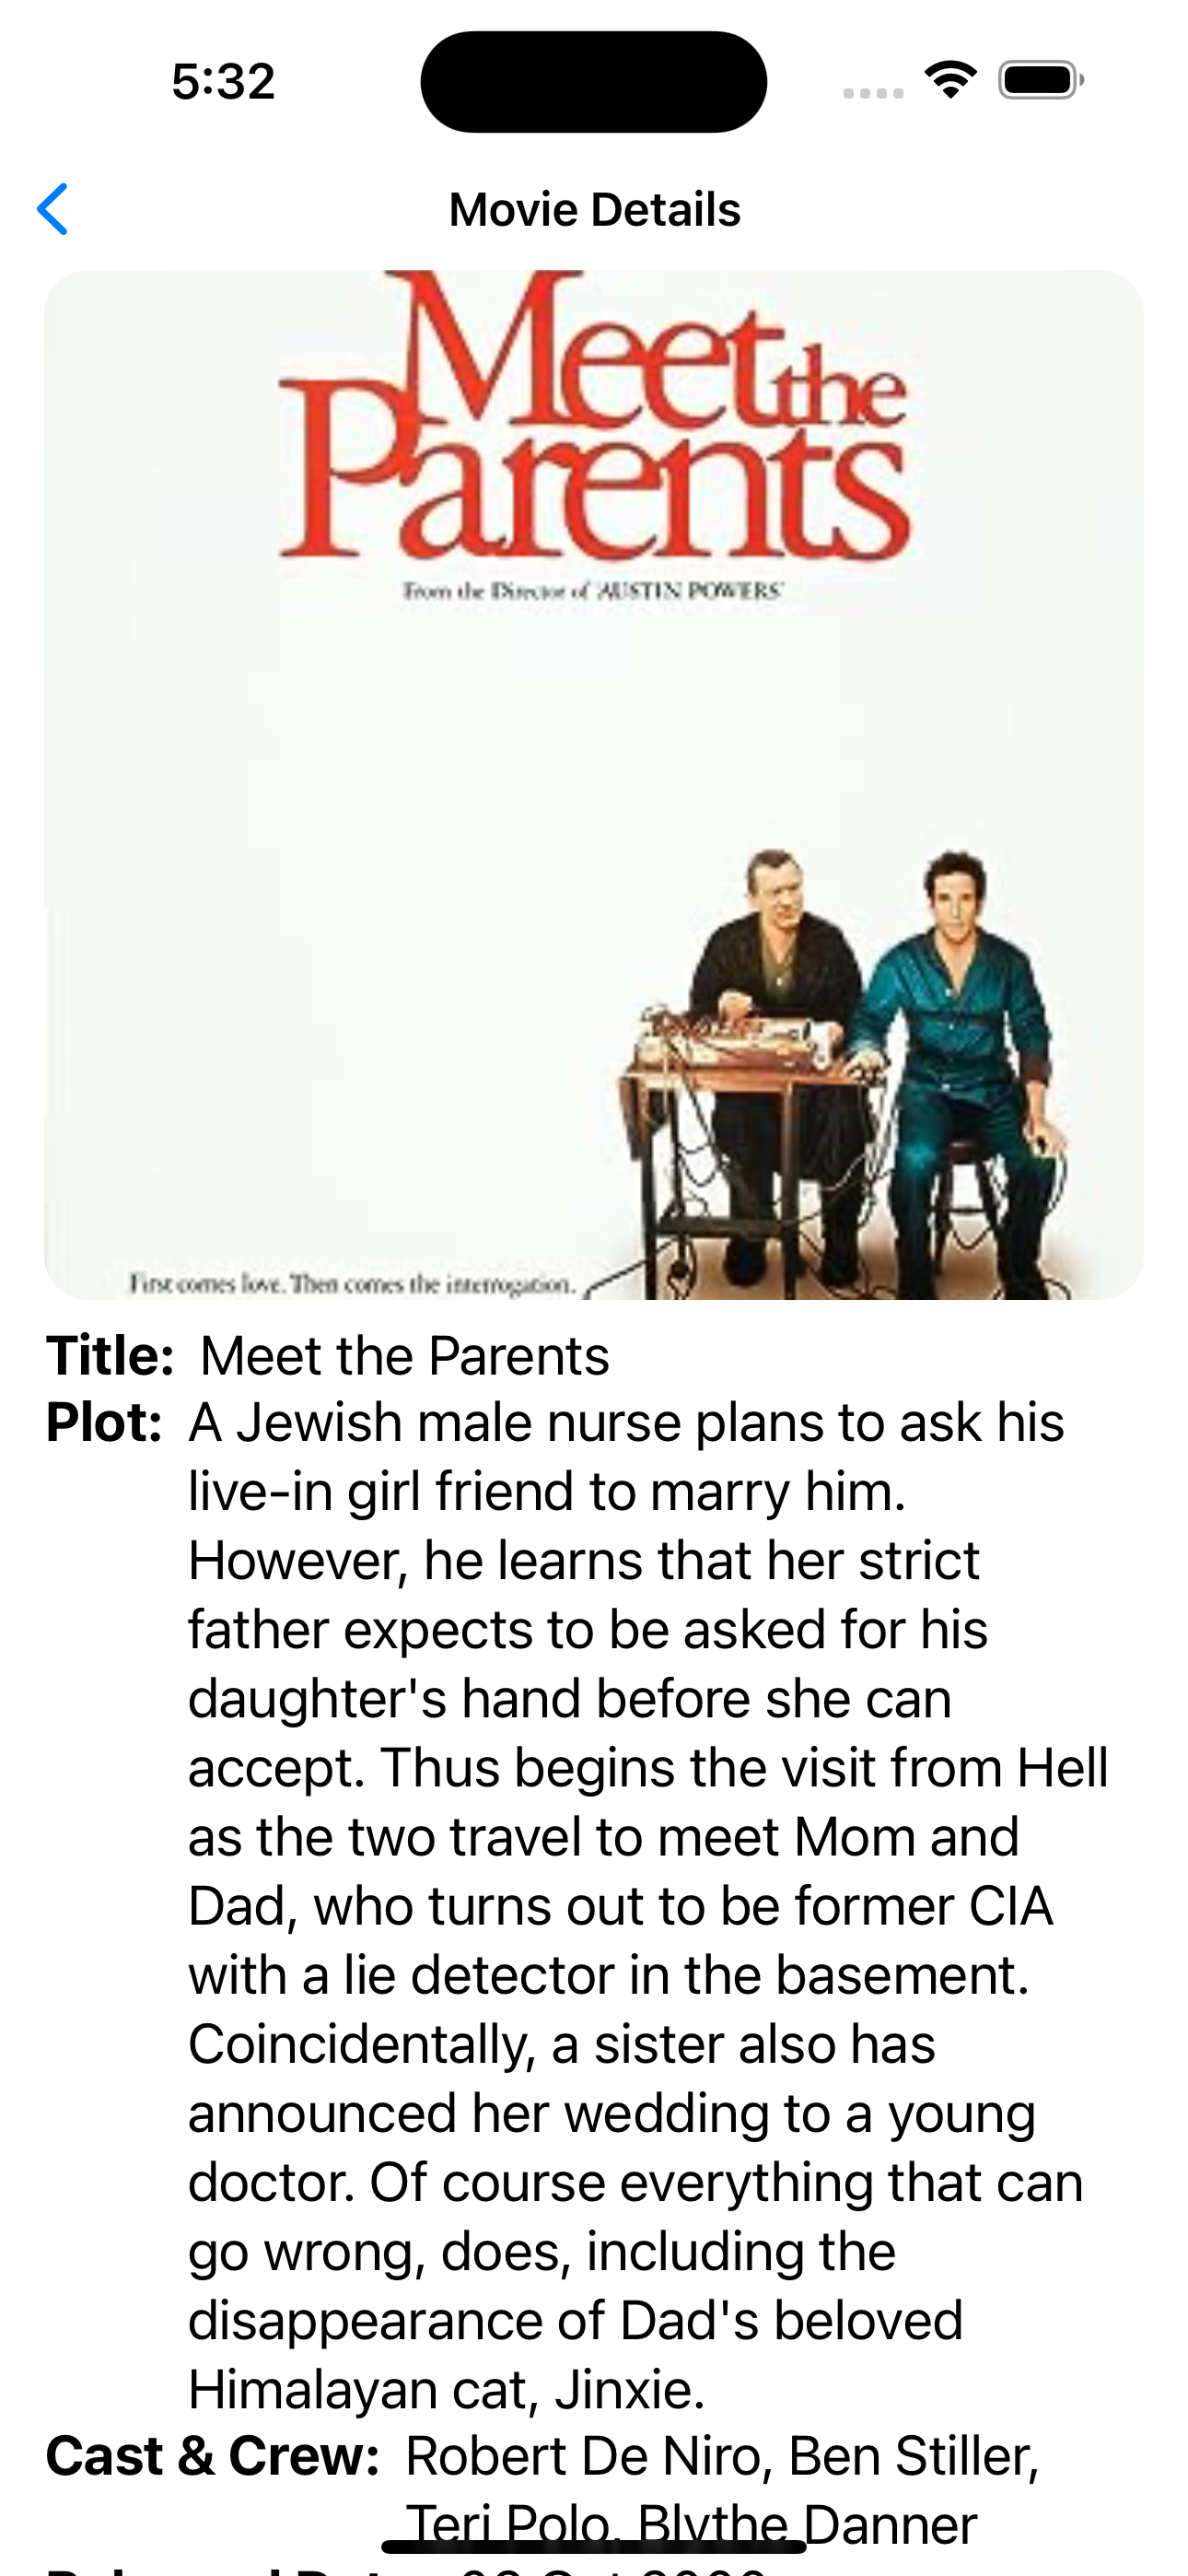 5:32
Movie Details
Meet the
Parents
From the Director of 'AUSTIN POWERS'
First comes love. Then comes the interrogation.
Title: Meet the Parents
Plot: A Jewish male nurse plans to ask his
live-in girl friend to marry him.
However, he learns that her strict
father expects to be asked for his
daughter's hand before she can
accept. Thus begins the visit from Hell
as the two travel to meet Mom and
Dad, who turns out to be former CIA
with a lie detector in the basement.
Coincidentally, a sister also has
announced her wedding to a young
doctor. Of course everything that can
go wrong, does, including the
disappearance of Dad's beloved
Himalayan cat, Jinxie.
Cast & Crew: Robert De Niro, Ben Stiller,
Teri Polo, Blythe Danner